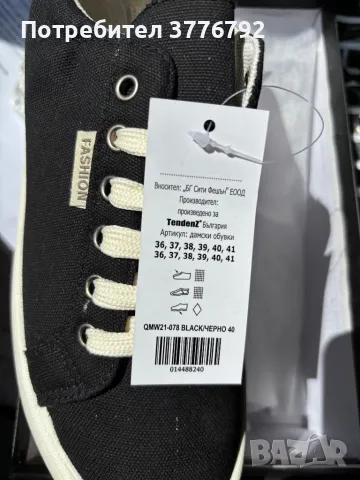 Потребител 3776792
FASHION
Вносител: „БГ Сити Фешън" ЕООД
Производител:
произведено за
TendenZ® България
Артикул: дамски обувки
36, 37, 38, 39, 40, 41
36, 37, 38, 39, 40, 41
QMW21-078 BLACK/ЧЕРНО 40
014488240
BAZAR